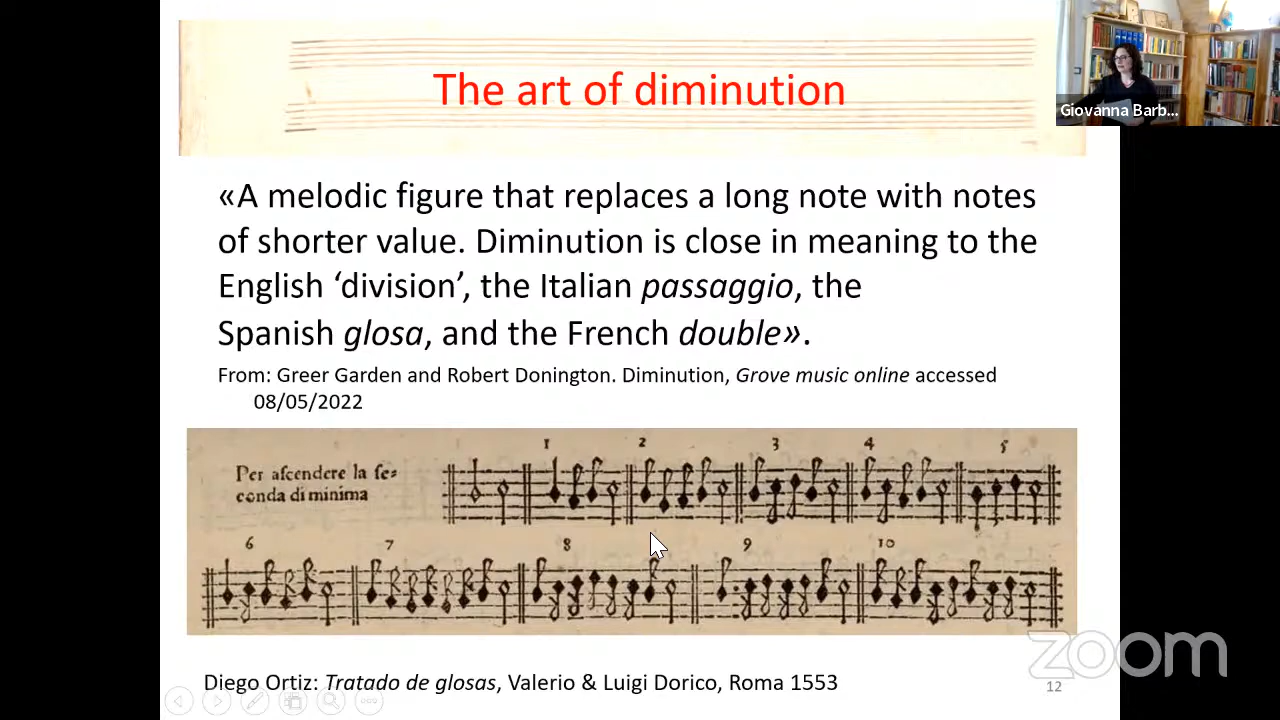 The art of diminution
Giovanna Barb...
«A melodic figure that replaces a long note with notes
of shorter value. Diminution is close in meaning to the
English ‘division’, the Italian passaggio, the
Spanish glosa, and the French double».
From: Greer Garden and Robert Donington. Diminution, Grove music online accessed
08/05/2022
1 2 3 4 5
Per ascendere la se-
conda di minima
6 7 8 9 10
zoom
Diego Ortiz: Tratado de glosas, Valerio & Luigi Dorico, Roma 1553
12